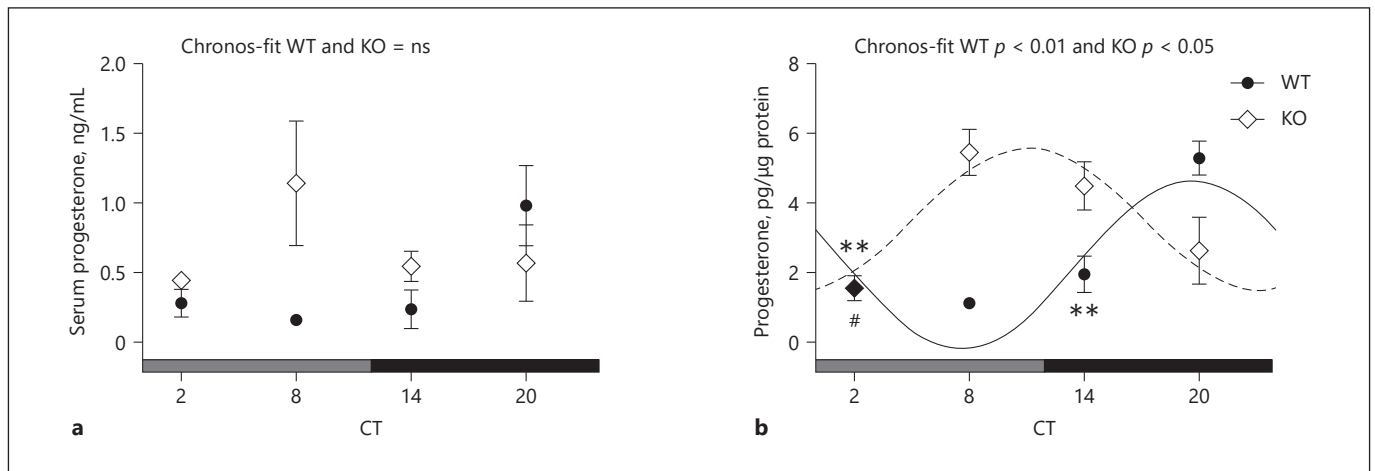 Chronos-fit WT and KO = ns
Serum progesterone, ng/mL
2.0
1.5
1.0
0.5
0
2 8 14 20
CT
a
Chronos-fit WT p < 0.01 and KO p < 0.05
Progesterone, pg/μg protein
8
6
4
2
0
WT
KO
**
#
**
2 8 14 20
CT
b